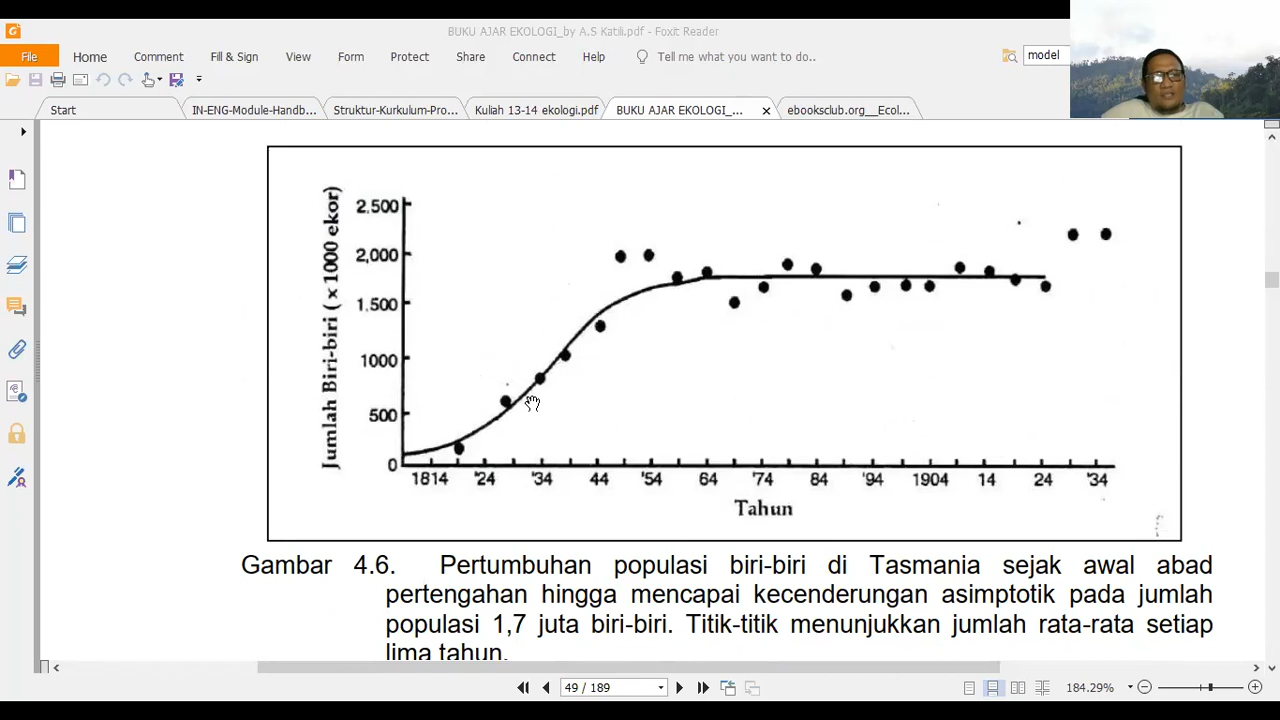 BUKU AJAR EKOLOGI_by A.S Katili.pdf - Foxit Reader
File Home Comment Fill & Sign View Form Protect Share Connect Help Tell me what you want to do.. model
Start IN-ENG-Module-Handb... Struktur-Kurkulum-Pro... Kuliah 13-14 ekologi.pdf BUKU AJAR EKOLOGI_... ebooksclub.org__Ecol...
Jumlah Biri-biri ( x 1000 ekor)
2.500
2,000
1.500
1000
500
0
1814 '24 '34 44 '54 64 '74 84 '94 1904 14 24 '34
Tahun
Gambar 4.6. Pertumbuhan populasi biri-biri di Tasmania sejak awal abad
pertengahan hingga mencapai kecenderungan asimptotik pada jumlah
populasi 1,7 juta biri-biri. Titik-titik menunjukkan jumlah rata-rata setiap
lima tahun.
49 / 189 184.29%